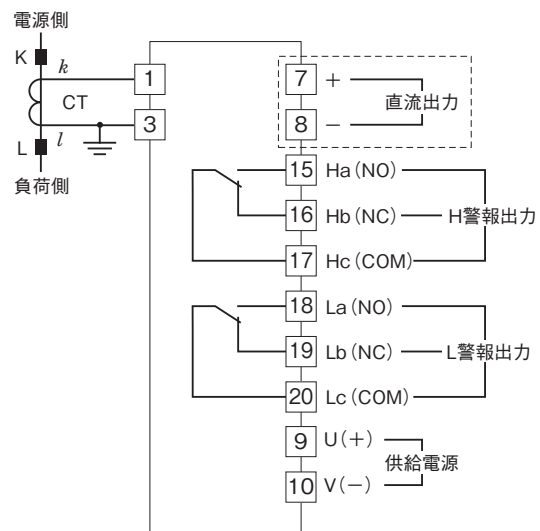 電源側
K
k
CT
L
l
負荷側
1
3
7 +
8 −
直流出力
15 Ha(NO)
16 Hb(NC) H警報出力
17 Hc(COM)
18 La(NO)
19 Lb(NC) L警報出力
20 Lc(COM)
9 U(+)
供給電源
10 V(−)